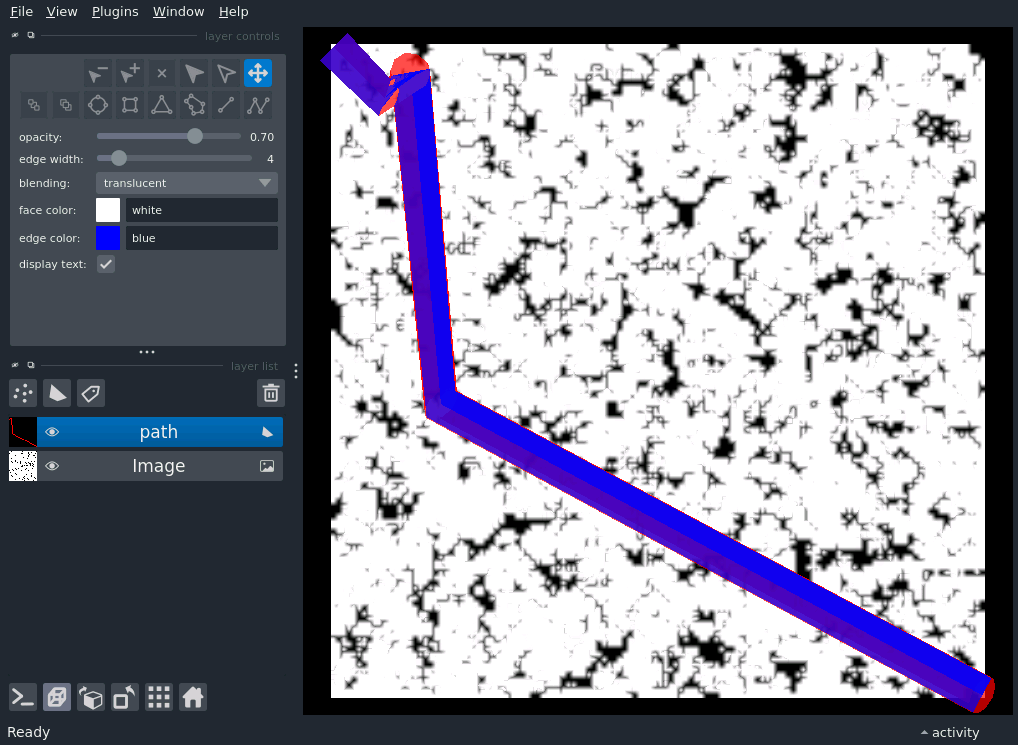 File View Plugins Window Help
layer controls
opacity: 0.70
edge width: 4
blending: translucent
face color: white
edge color: blue
display text:
layer list
path
Image
Ready activity